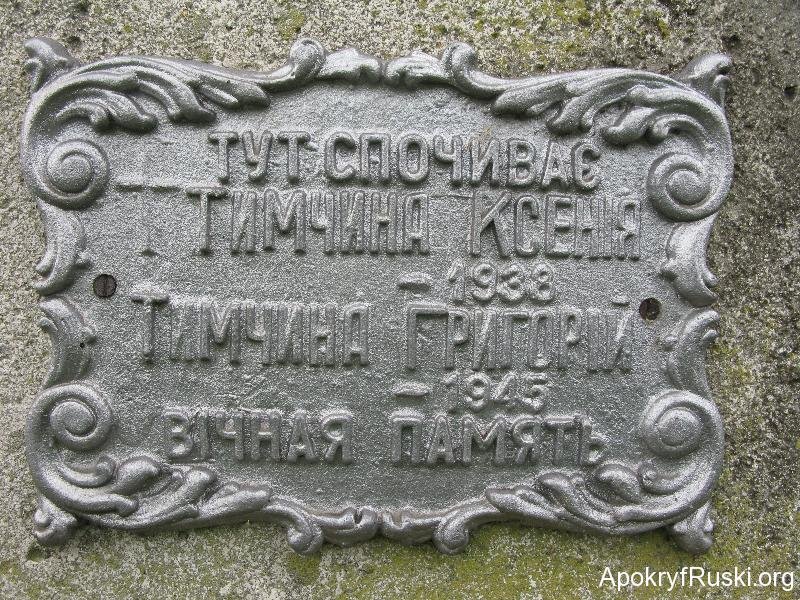 ТУТ СПОЧИВАЄ
ТИМЧИНА КСЕНІЯ
- 1938
ТИМЧИНА ГРИГОРІЙ
- 1945
ВІЧНАЯ ПАМЯТЬ
ApokryfRuski.org